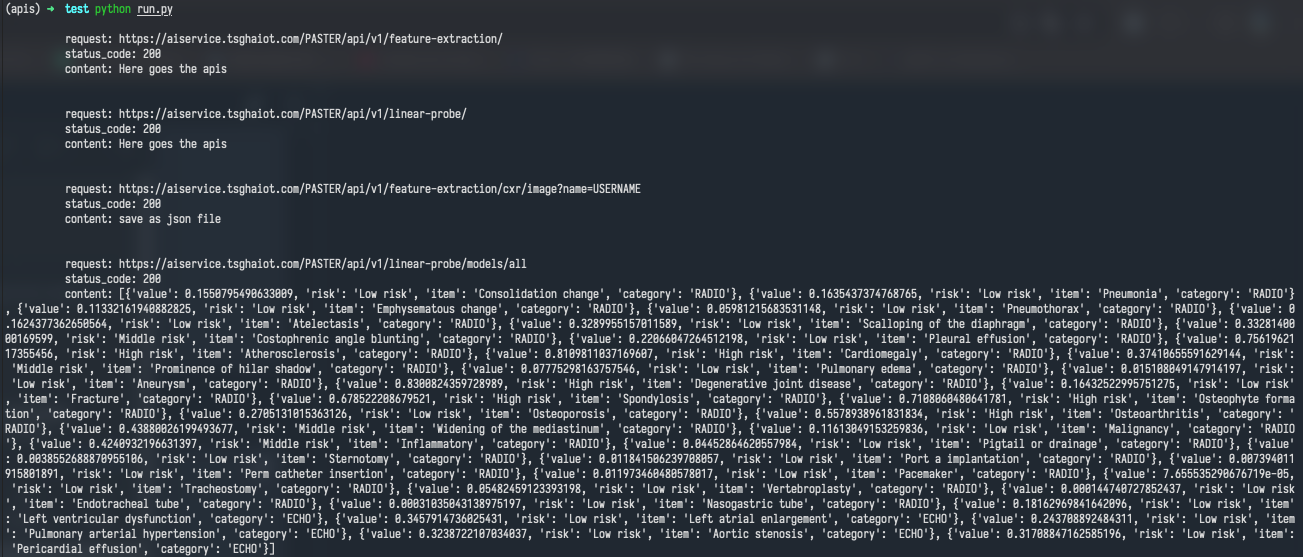 (apis) → test python run.py
request: https://aiservice.tsghaiot.com/PASTER/api/v1/feature-extraction/
status_code: 200
content: Here goes the apis
request: https://aiservice.tsghaiot.com/PASTER/api/v1/linear-probe/
status_code: 200
content: Here goes the apis
request: https://aiservice.tsghaiot.com/PASTER/api/v1/feature-extraction/cxr/image?name=USERNAME
status_code: 200
content: save as json file
request: https://aiservice.tsghaiot.com/PASTER/api/v1/linear-probe/models/all
status_code: 200
content: [{'value': 0.1550795490633009, 'risk': 'Low risk', 'item': 'Consolidation change', 'category': 'RADIO'}, {'value': 0.1635437374768765, 'risk': 'Low risk', 'item': 'Pneumonia', 'category': 'RADIO'}
, {'value': 0.11332161940882825, 'risk': 'Low risk', 'item': 'Emphysematous change', 'category': 'RADIO'}, {'value': 0.05981215683531148, 'risk': 'Low risk', 'item': 'Pneumothorax', 'category': 'RADIO'}, {'value': 0
.1624377362650564, 'risk': 'Low risk', 'item': 'Atelectasis', 'category': 'RADIO'}, {'value': 0.3289955157011589, 'risk': 'Low risk', 'item': 'Scalloping of the diaphragm', 'category': 'RADIO'}, {'value': 0.33281400
00169599, 'risk': 'Middle risk', 'item': 'Costophrenic angle blunting', 'category': 'RADIO'}, {'value': 0.22066047264512198, 'risk': 'Low risk', 'item': 'Pleural effusion', 'category': 'RADIO'}, {'value': 0.75619621
17355456, 'risk': 'High risk', 'item': 'Atherosclerosis', 'category': 'RADIO'}, {'value': 0.8109811037169607, 'risk': 'High risk', 'item': 'Cardiomegaly', 'category': 'RADIO'}, {'value': 0.37410655591629144, 'risk':
'Middle risk', 'item': 'Prominence of hilar shadow', 'category': 'RADIO'}, {'value': 0.07775298163757546, 'risk': 'Low risk', 'item': 'Pulmonary edema', 'category': 'RADIO'}, {'value': 0.015108049147914197, 'risk':
'Low risk', 'item': 'Aneurysm', 'category': 'RADIO'}, {'value': 0.8300824359728989, 'risk': 'High risk', 'item': 'Degenerative joint disease', 'category': 'RADIO'}, {'value': 0.16432522995751275, 'risk': 'Low risk'
, 'item': 'Fracture', 'category': 'RADIO'}, {'value': 0.678522208679521, 'risk': 'High risk', 'item': 'Spondylosis', 'category': 'RADIO'}, {'value': 0.7108060480641781, 'risk': 'High risk', 'item': 'Osteophyte forma
tion', 'category': 'RADIO'}, {'value': 0.2705131015363126, 'risk': 'Low risk', 'item': 'Osteoporosis', 'category': 'RADIO'}, {'value': 0.5578938961831834, 'risk': 'High risk', 'item': 'Osteoarthritis', 'category': '
RADIO'}, {'value': 0.43880026199493677, 'risk': 'Middle risk', 'item': 'Widening of the mediastinum', 'category': 'RADIO'}, {'value': 0.11613049153259836, 'risk': 'Low risk', 'item': 'Malignancy', 'category': 'RADIO
'}, {'value': 0.4240932196631397, 'risk': 'Middle risk', 'item': 'Inflammatory', 'category': 'RADIO'}, {'value': 0.04452864620557984, 'risk': 'Low risk', 'item': 'Pigtail or drainage', 'category': 'RADIO'}, {'value'
: 0.0038552688870955106, 'risk': 'Low risk', 'item': 'Sternotomy', 'category': 'RADIO'}, {'value': 0.011841506239708057, 'risk': 'Low risk', 'item': 'Port a implantation', 'category': 'RADIO'}, {'value': 0.007394011
915801891, 'risk': 'Low risk', 'item': 'Perm catheter insertion', 'category': 'RADIO'}, {'value': 0.011973460480578017, 'risk': 'Low risk', 'item': 'Pacemaker', 'category': 'RADIO'}, {'value': 7.655535290676719e-05,
'risk': 'Low risk', 'item': 'Tracheostomy', 'category': 'RADIO'}, {'value': 0.05482459123393198, 'risk': 'Low risk', 'item': 'Vertebroplasty', 'category': 'RADIO'}, {'value': 0.000144740727852437, 'risk': 'Low risk
', 'item': 'Endotracheal tube', 'category': 'RADIO'}, {'value': 0.00031035043138975197, 'risk': 'Low risk', 'item': 'Nasogastric tube', 'category': 'RADIO'}, {'value': 0.18162969841642096, 'risk': 'Low risk', 'item'
: 'Left ventricular dysfunction', 'category': 'ECHO'}, {'value': 0.3457914736025431, 'risk': 'Low risk', 'item': 'Left atrial enlargement', 'category': 'ECHO'}, {'value': 0.243708892484311, 'risk': 'Low risk', 'item
': 'Pulmonary arterial hypertension', 'category': 'ECHO'}, {'value': 0.3238722107034037, 'risk': 'Low risk', 'item': 'Aortic stenosis', 'category': 'ECHO'}, {'value': 0.31708847162585196, 'risk': 'Low risk', 'item':
'Pericardial effusion', 'category': 'ECHO'}]